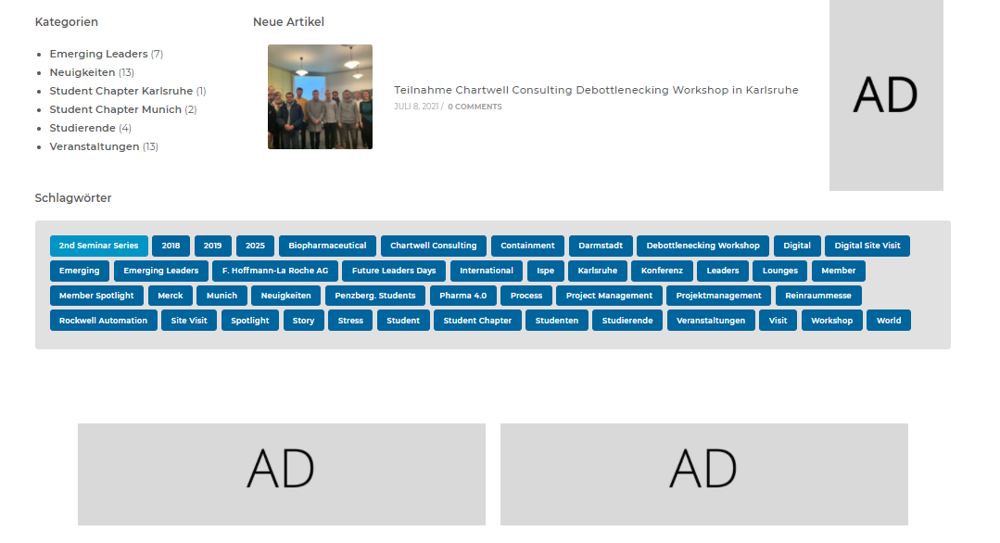 Kategorien
Emerging Leaders (7)
Neuigkeiten (13)
Student Chapter Karlsruhe (1)
Student Chapter Munich (2)
Studierende (4)
Veranstaltungen (13)
Neue Artikel
Teilnahme Chartwell Consulting Debottlenecking Workshop in Karlsruhe
JULI 8, 2021 / 0 COMMENTS
AD
Schlagwörter
2nd Seminar Series 2018 2019 2025 Biopharmaceutical Chartwell Consulting Containment Darmstadt Debottlenecking Workshop Digital Digital Site Visit
Emerging Emerging Leaders F. Hoffmann-La Roche AG Future Leaders Days International Ispe Karlsruhe Konferenz Leaders Lounges Member
Member Spotlight Merck Munich Neuigkeiten Penzberg. Students Pharma 4.0 Process Project Management Projektmanagement Reinraummesse
Rockwell Automation Site Visit Spotlight Story Stress Student Student Chapter Studenten Studierende Veranstaltungen Visit Workshop World
AD AD